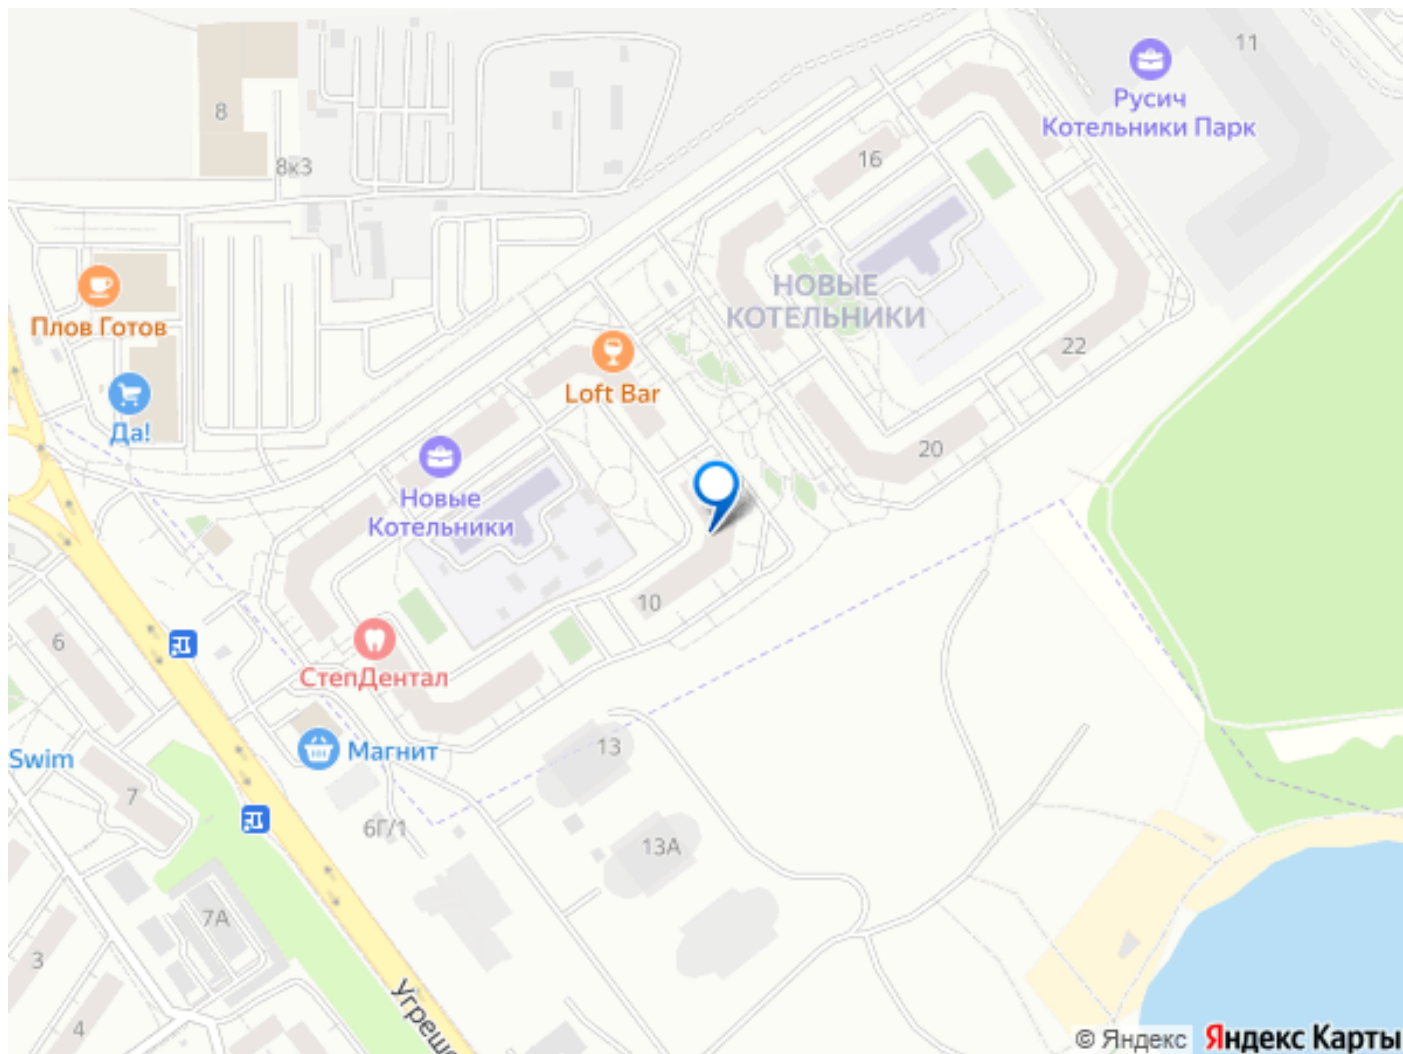 11
Русич
Котельники Парк
8
8к3
16
НОВЫЕ
КОТЕЛЬНИКИ
Плов Готов
22
Loft Bar
Да!
20
Новые
Котельники
10
6
СтепДентал
Магнит
13
Swim
7
6Г/1
13А
7А
3
4
Угреш
© Яндекс
Яндекс Карты